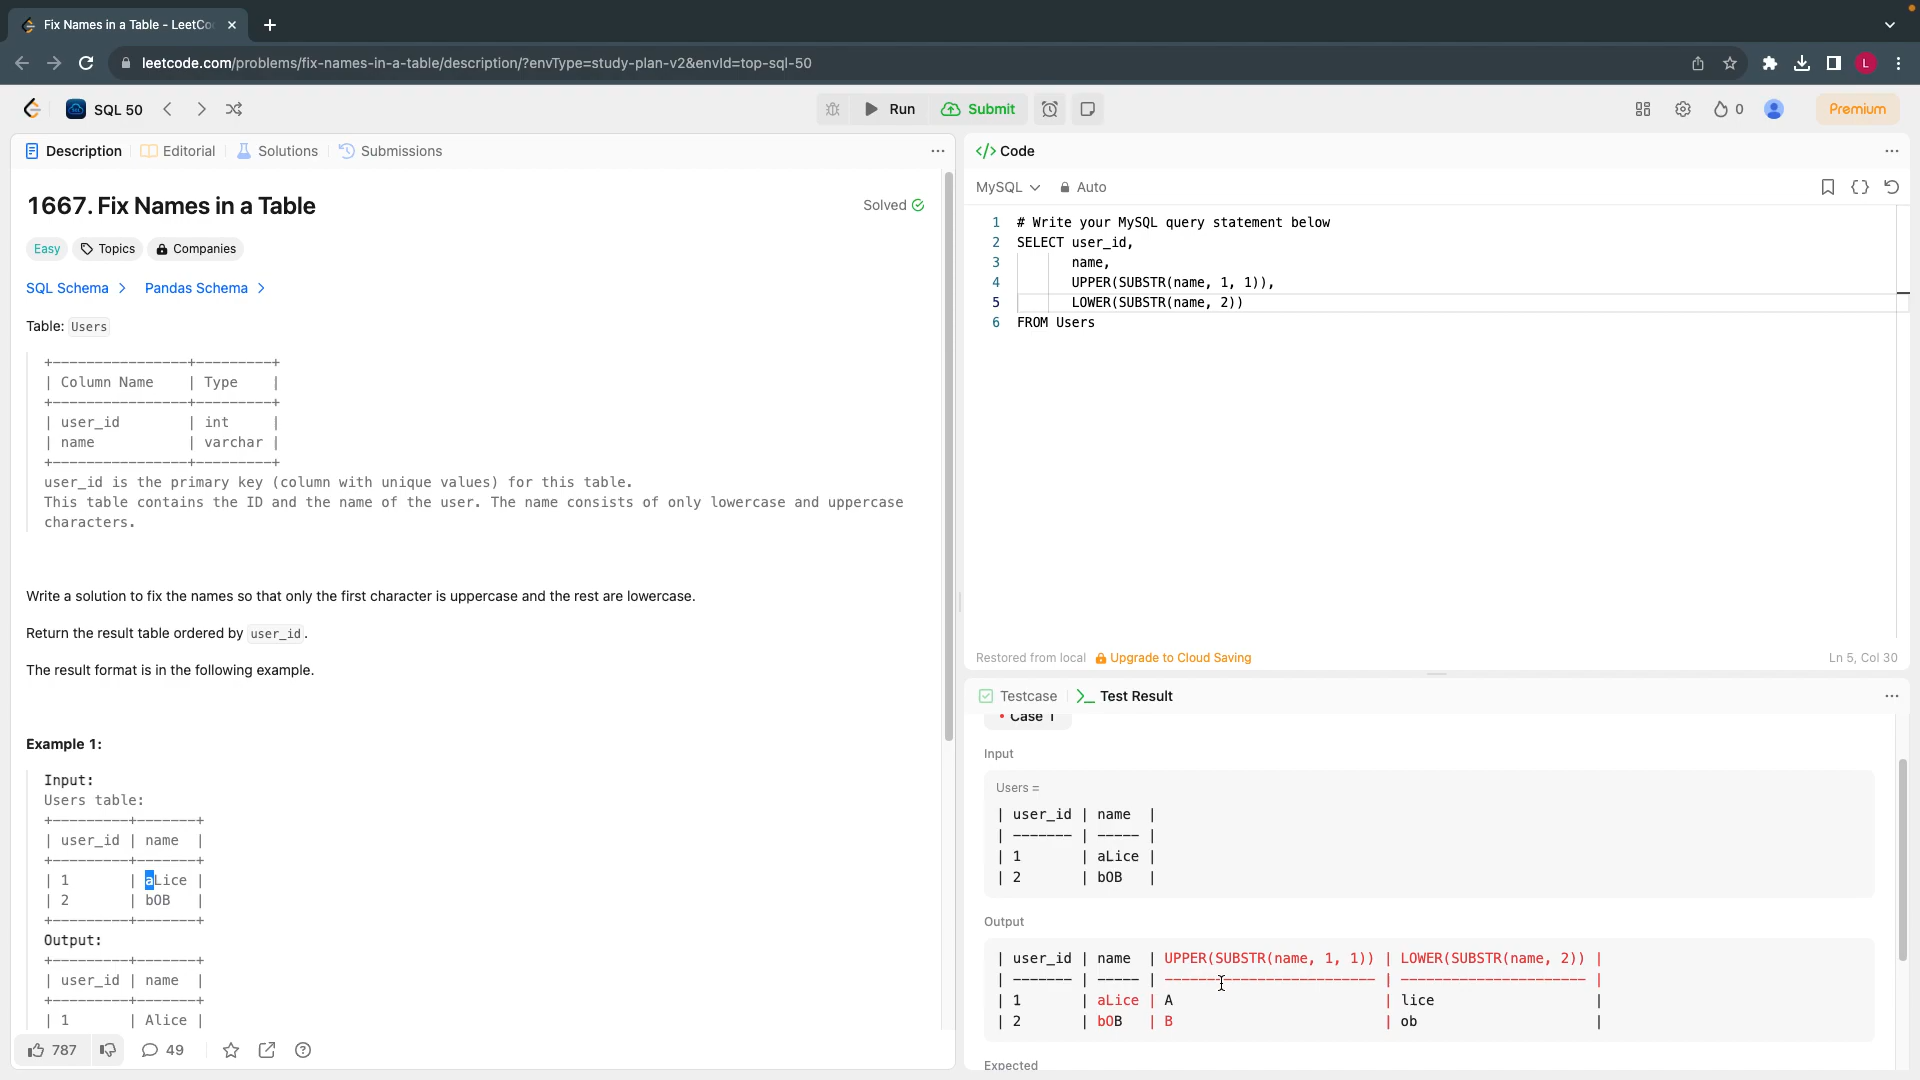 Fix Names in a Table - LeetCo
leetcode.com/problems/fix-names-in-a-table/description/?envType=study-plan-v2&envId=top-sql-50
L
SQL 50
Run
Submit
0
Premium
Description
Editorial
Solutions
Submissions
1667. Fix Names in a Table
Solved
Easy
Topics
Companies
SQL Schema
Pandas Schema
Table: Users
+----------------+---------+
| Column Name | Type |
+----------------+---------+
| user_id | int |
| name | varchar |
+----------------+---------+
user_id is the primary key (column with unique values) for this table.
This table contains the ID and the name of the user. The name consists of only lowercase and uppercase
characters.
Write a solution to fix the names so that only the first character is uppercase and the rest are lowercase.
Return the result table ordered by user_id.
The result format is in the following example.
Example 1:
Input:
Users table:
+---------+-------+
| user_id | name |
+---------+-------+
| 1 | aLice |
| 2 | bOB |
+---------+-------+
Output:
+---------+-------+
| user_id | name |
+---------+-------+
| 1 | Alice |
787
49
</> Code
MySQL
Auto
1 # Write your MySQL query statement below
2 SELECT user_id,
3 name,
4 UPPER(SUBSTR(name, 1, 1)),
5 LOWER(SUBSTR(name, 2))
6 FROM Users
Restored from local
Upgrade to Cloud Saving
Ln 5, Col 30
Testcase
Test Result
Case 1
Input
Users =
| user_id | name |
| ------- | ----- |
| 1 | aLice |
| 2 | bOB |
Output
| user_id | name | UPPER(SUBSTR(name, 1, 1)) | LOWER(SUBSTR(name, 2)) |
| ------- | ----- | ------------------------- | ---------------------- |
| 1 | aLice | A | lice |
| 2 | bOB | B | ob |
Expected